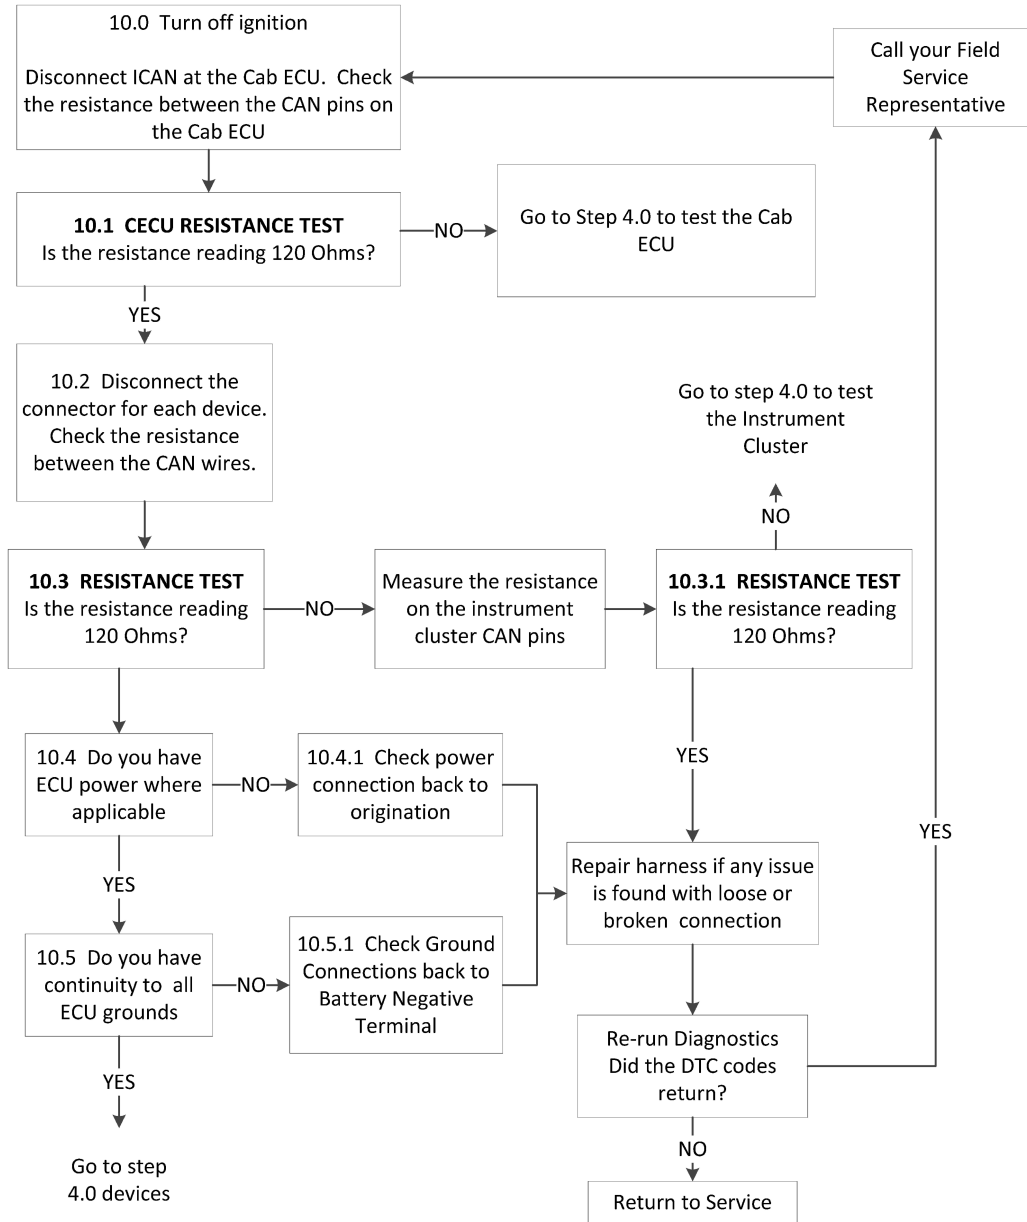 10.0  Turn off ignition
Disconnect ICAN at the Cab ECU.  Check
the resistance between the CAN pins on
the Cab ECU
Call your Field
Service
Representative
10.1  CECU RESISTANCE TEST
Is the resistance reading 120 Ohms?
NO
Go to Step 4.0 to test the Cab
ECU
YES
10.2  Disconnect the
connector for each device.
Check the resistance
between the CAN wires.
Go to step 4.0 to test
the Instrument
Cluster
NO
10.3  RESISTANCE TEST
Is the resistance reading
120 Ohms?
NO
Measure the resistance
on the instrument
cluster CAN pins
10.3.1  RESISTANCE TEST
Is the resistance reading
120 Ohms?
YES
10.4  Do you have
ECU power where
applicable
NO
10.4.1  Check power
connection back to
origination
YES
YES
Repair harness if any issue
is found with loose or
broken  connection
10.5  Do you have
continuity to  all
ECU grounds
NO
10.5.1  Check Ground
Connections back to
Battery Negative
Terminal
YES
Re-run Diagnostics
Did the DTC codes
return?
NO
Go to step
4.0 devices
Return to Service